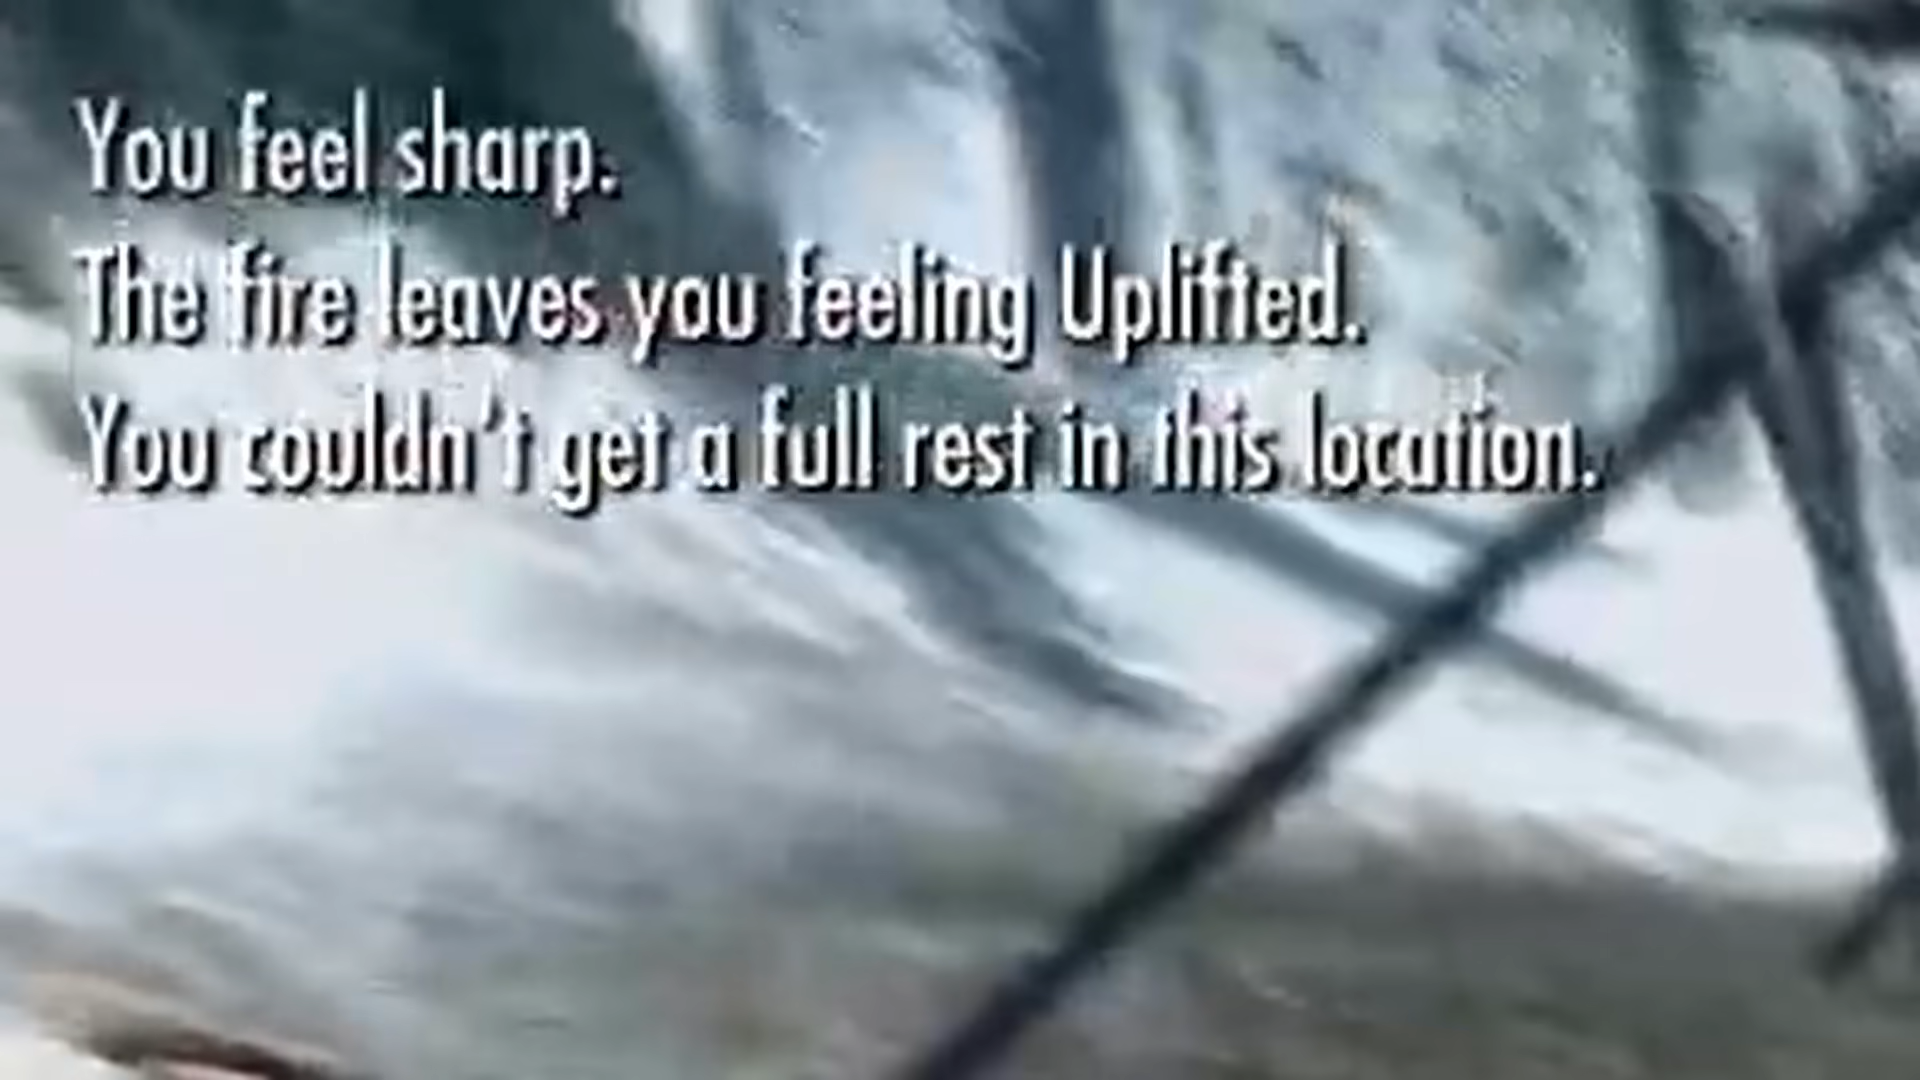 You feel sharp.
The fire leaves you feeling Uplifted.
You couldn't get a full rest in this location.